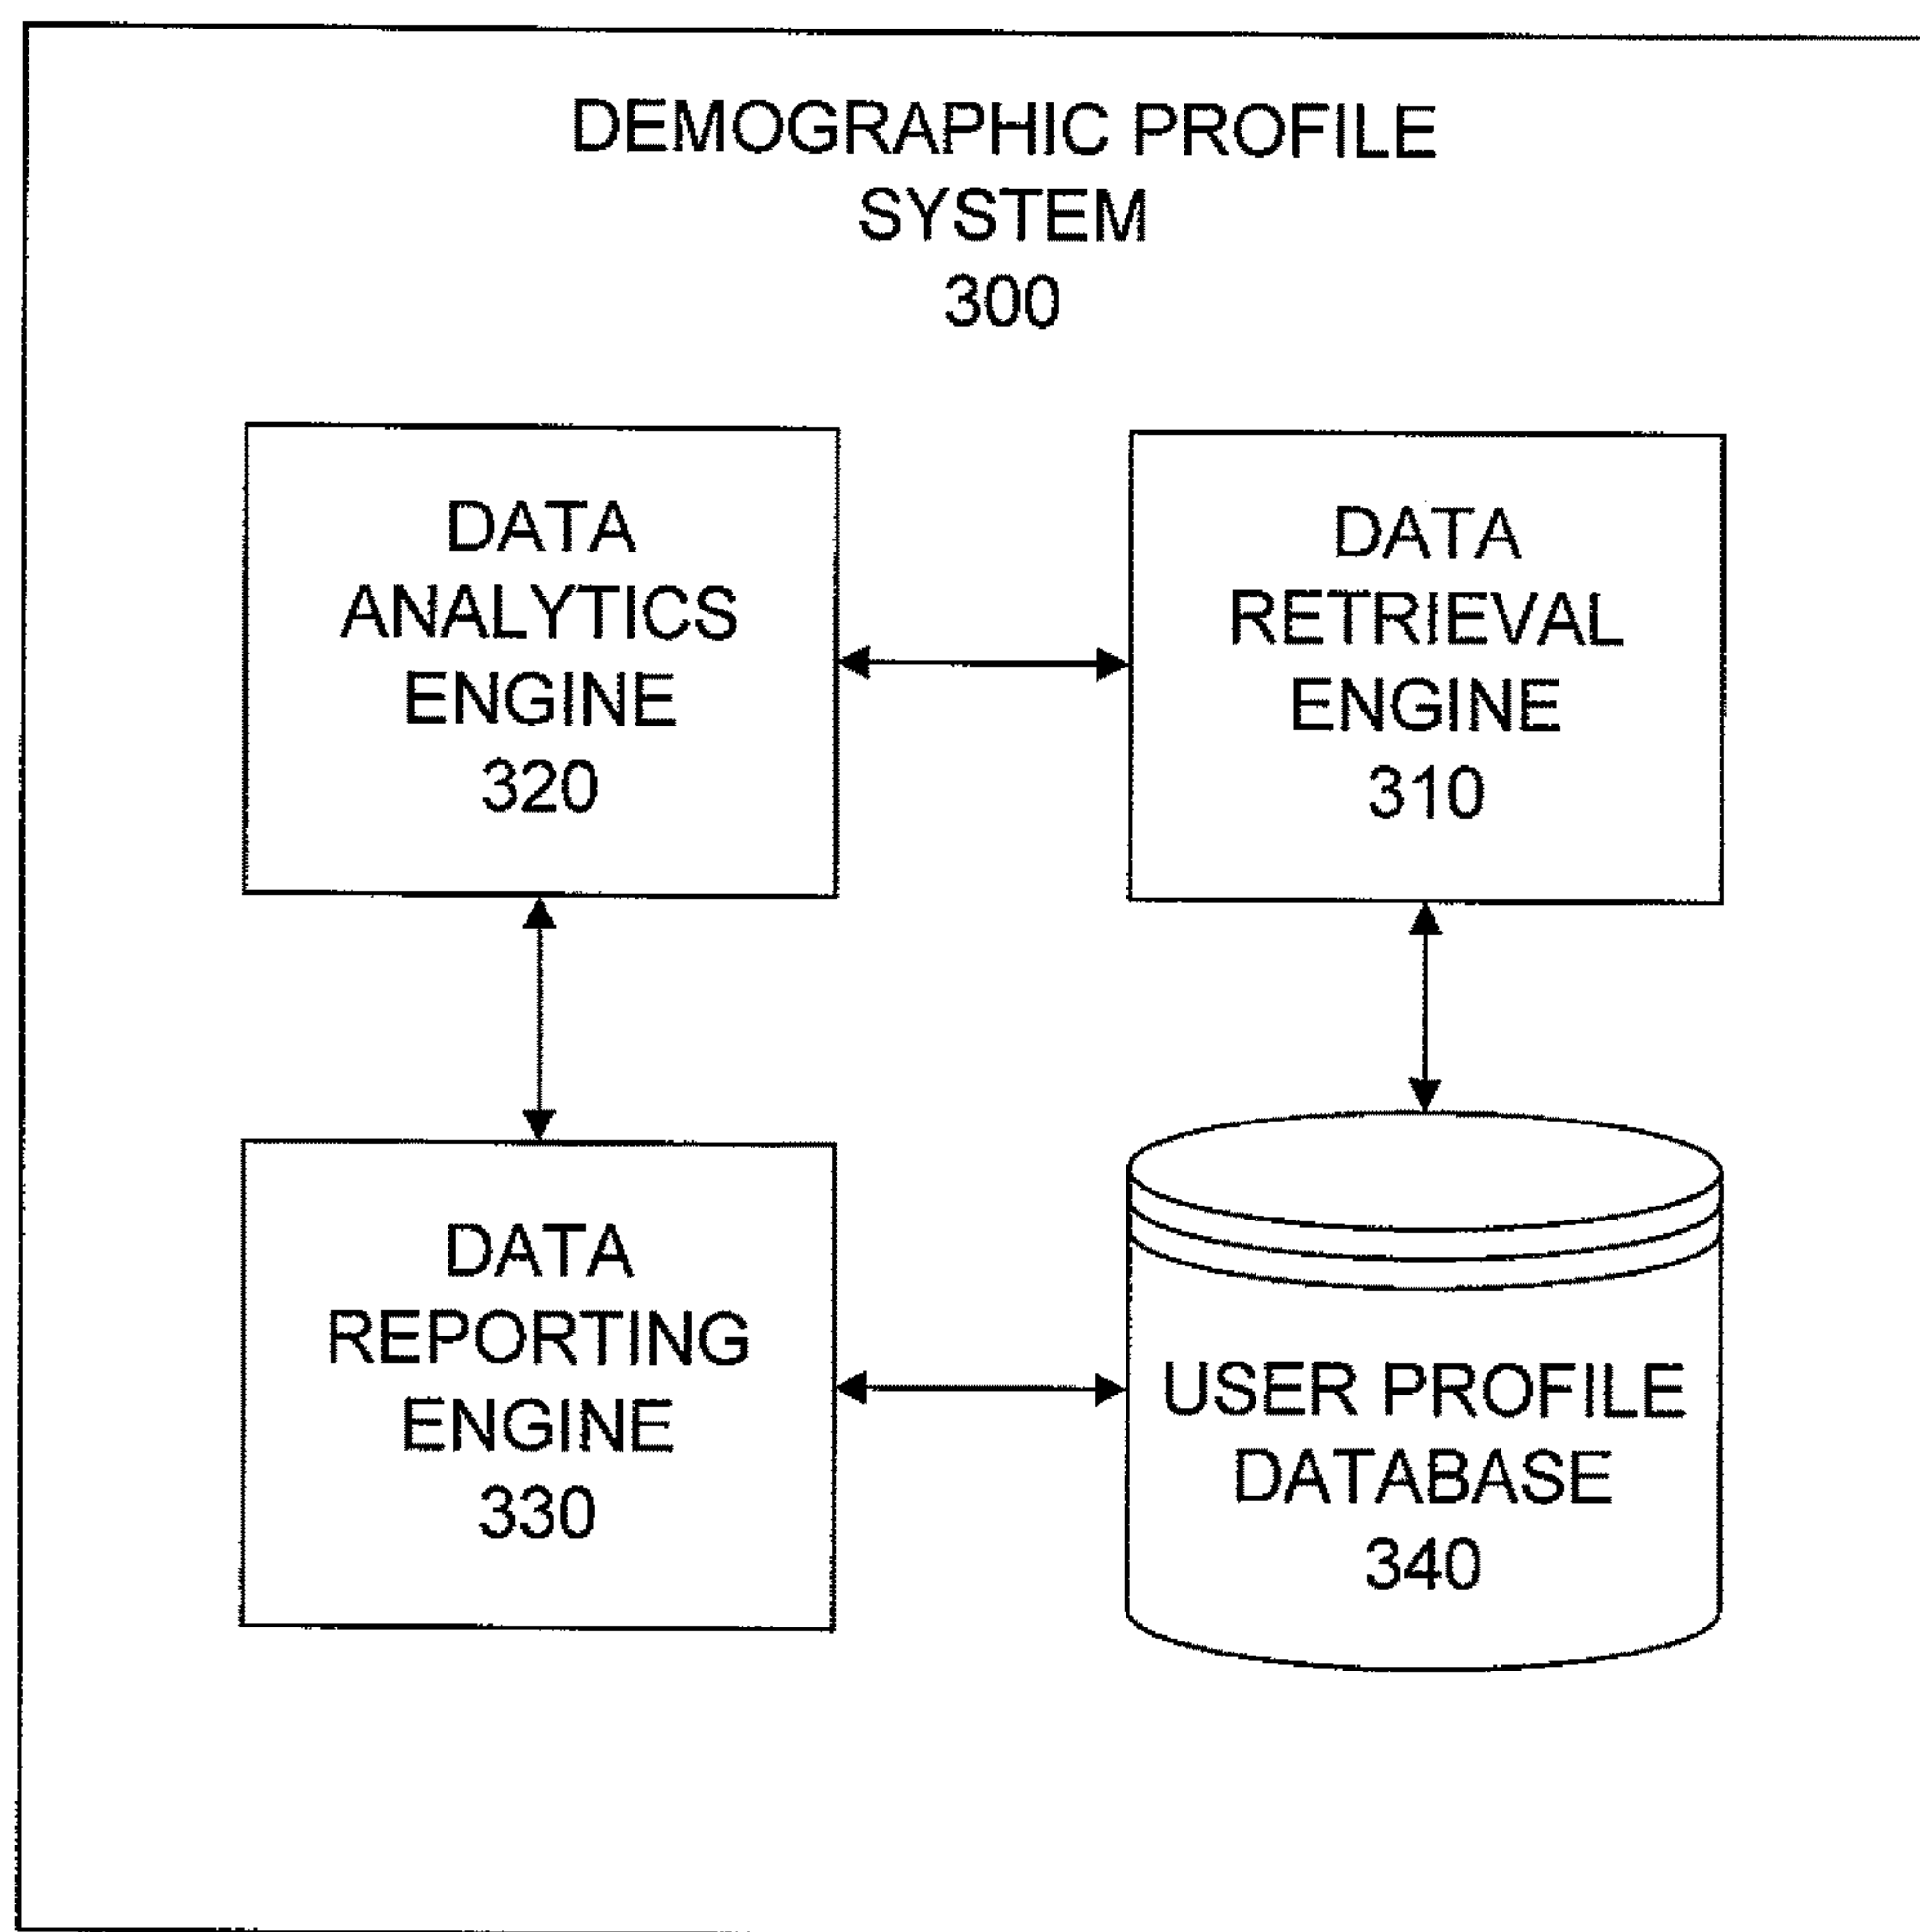 DEMOGRAPHIC PROFILE
SYSTEM
300
DATA
ANALYTICS
ENGINE
320
DATA
RETRIEVAL
ENGINE
310
DATA
REPORTING
ENGINE
330
USER PROFILE
DATABASE
340